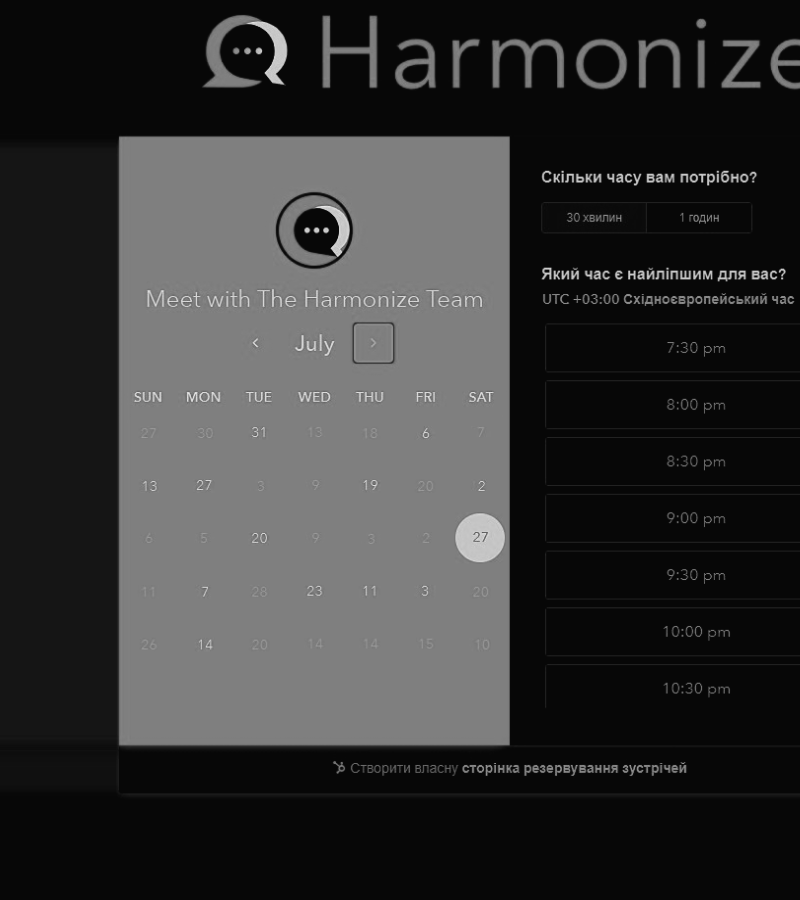 Harmonize
Meet with The Harmonize Team
July
SUN MON TUE WED THU FRI SAT
27 30 31 13 18 6 7
13 27 3 9 19 20 2
6 5 20 9 3 2 27
11 7 28 23 11 3 20
26 14 20 14 14 15 10
Скільки часу вам потрібно?
30 хвилин 1 годин
Який час є найліпшим для вас?
UTC +03:00 Східноєвропейський час
7:30 pm
8:00 pm
8:30 pm
9:00 pm
9:30 pm
10:00 pm
10:30 pm
Створити власну сторінка резервування зустрічей